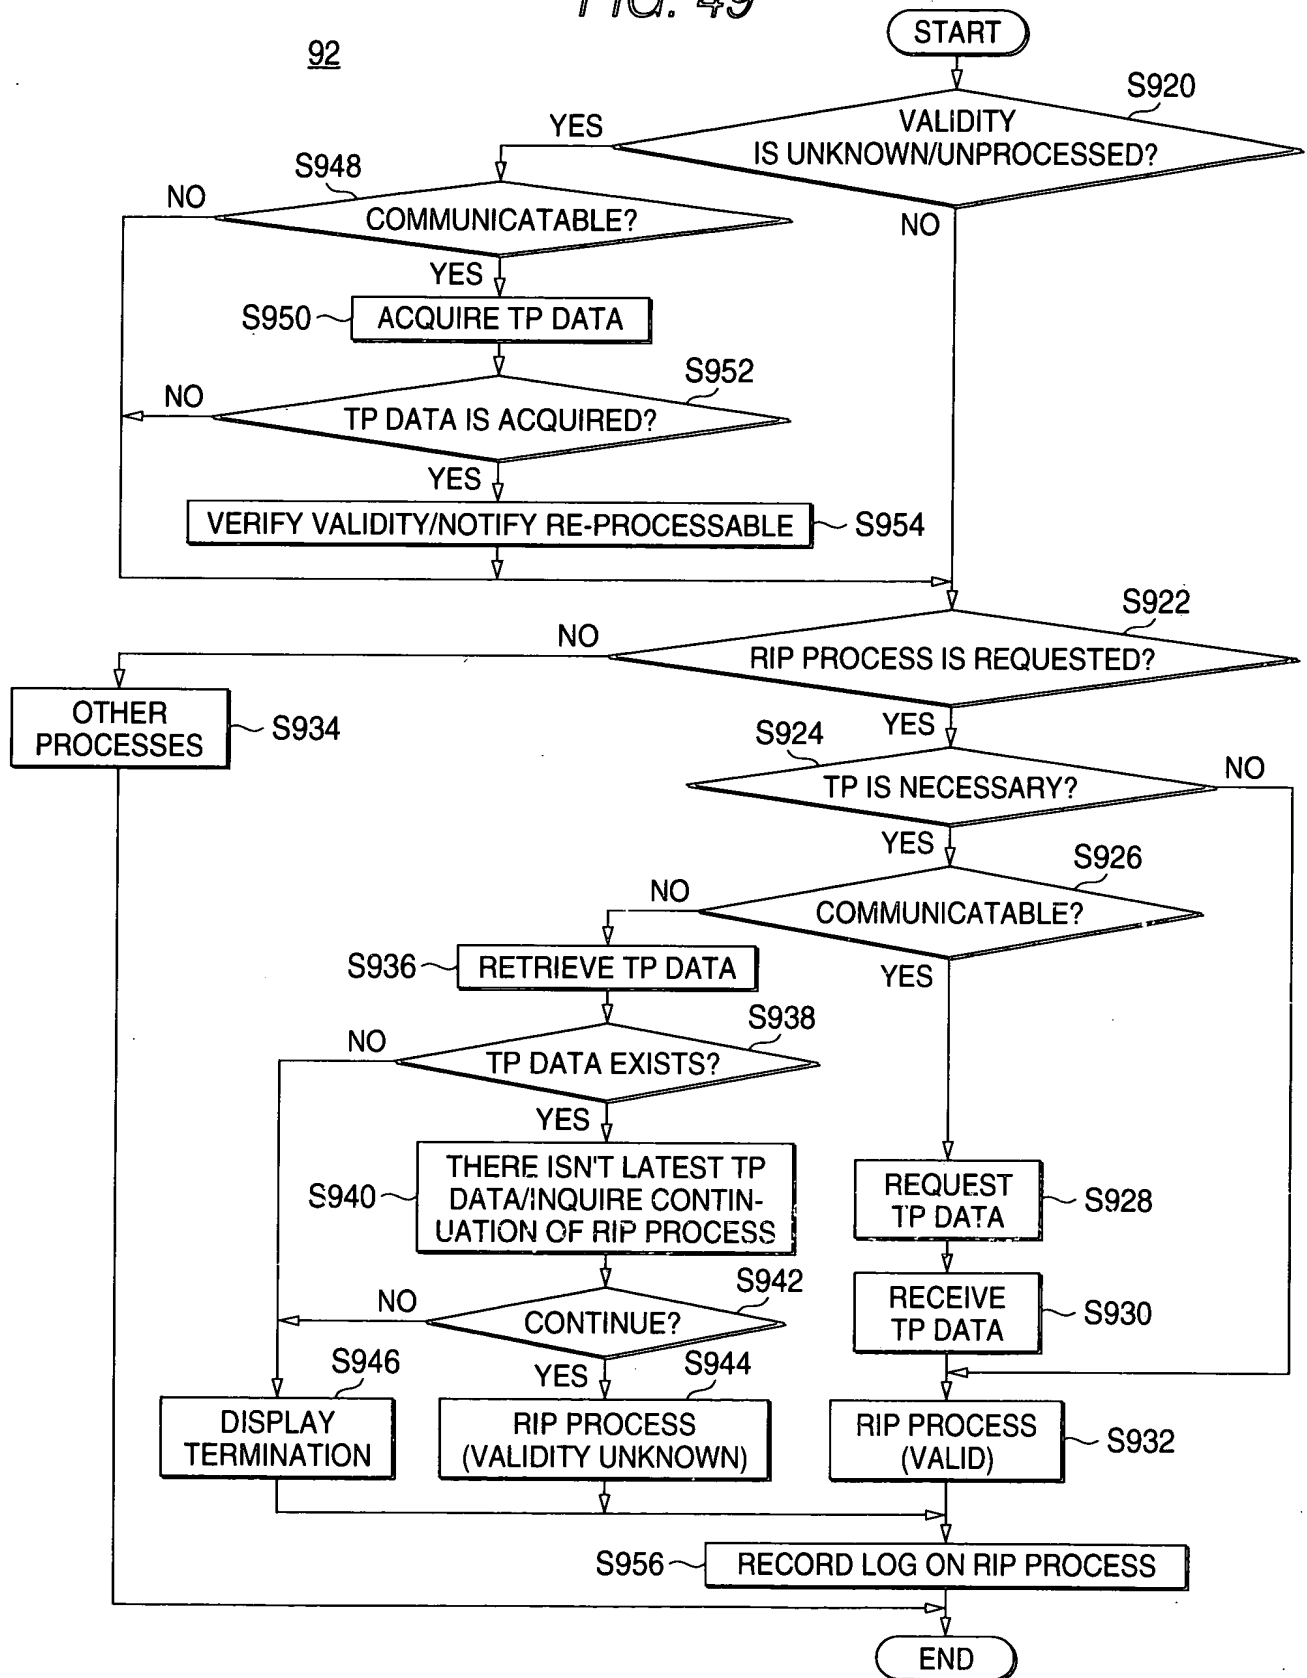 FIG. 49
92
START
S920
VALIDITY
IS UNKNOWN/UNPROCESSED?
YES
NO
S948
COMMUNICATABLE?
NO
YES
S950
ACQUIRE TP DATA
S952
TP DATA IS ACQUIRED?
NO
YES
VERIFY VALIDITY/NOTIFY RE-PROCESSABLE
S954
S922
RIP PROCESS IS REQUESTED?
NO
YES
OTHER
PROCESSES
S934
S924
TP IS NECESSARY?
NO
YES
S926
COMMUNICATABLE?
NO
YES
S936
RETRIEVE TP DATA
S938
TP DATA EXISTS?
NO
YES
S940
THERE ISN'T LATEST TP
DATA/INQUIRE CONTIN-
UATION OF RIP PROCESS
REQUEST
TP DATA
S928
S942
CONTINUE?
NO
YES
RECEIVE
TP DATA
S930
S946
DISPLAY
TERMINATION
S944
RIP PROCESS
(VALIDITY UNKNOWN)
RIP PROCESS
(VALID)
S932
S956
RECORD LOG ON RIP PROCESS
END